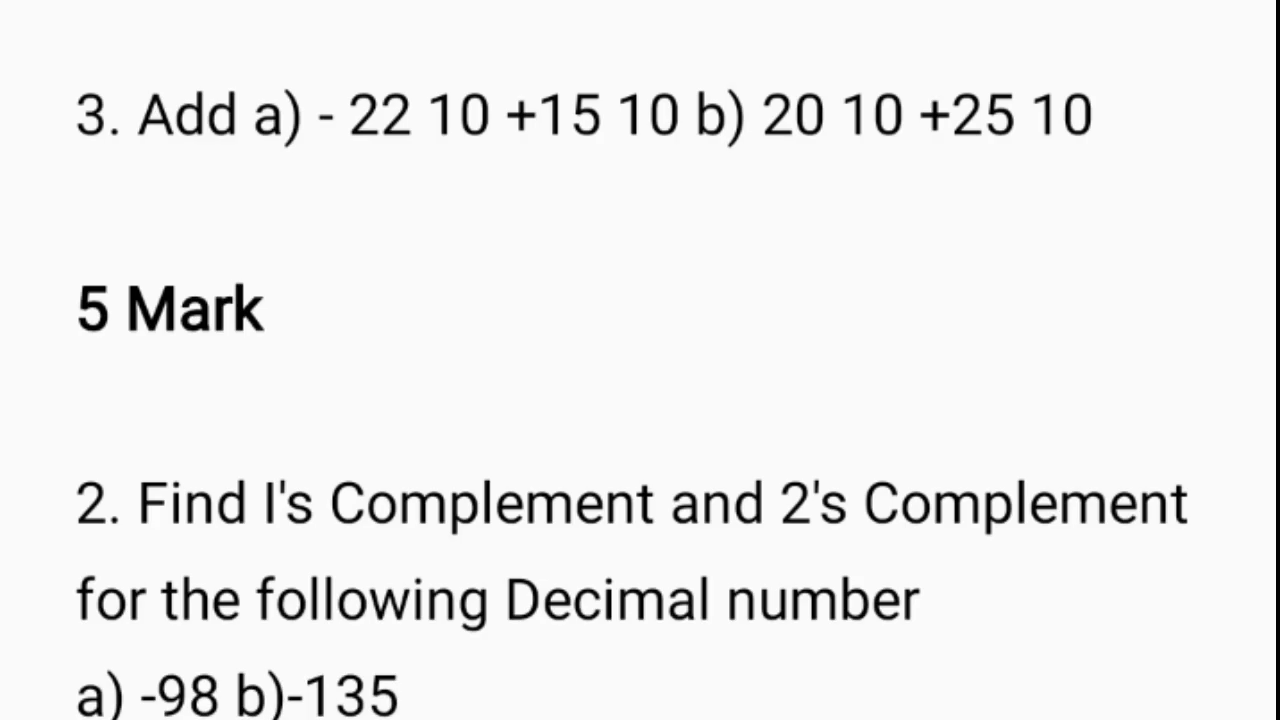 3. Add a) - 22 10 +15 10 b) 20 10 +25 10
5 Mark
2. Find I's Complement and 2's Complement
for the following Decimal number
a) -98 b)-135